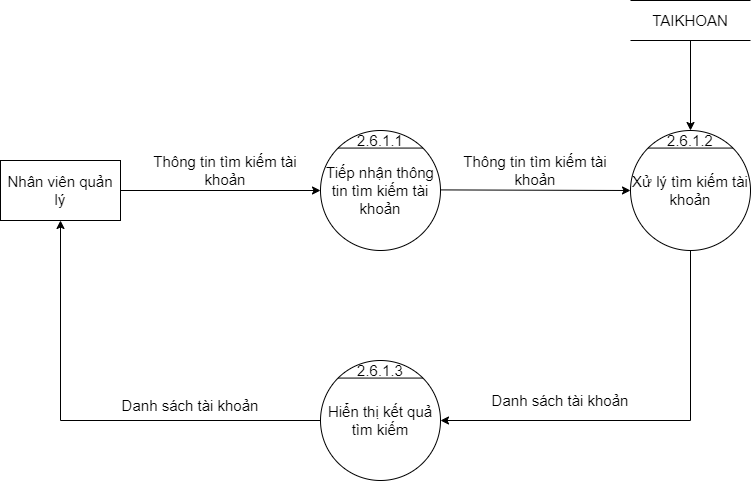 TAIKHOAN
2.6.1.1
2.6.1.2
Thông tin tìm kiếm tài
khoản
Thông tin tìm kiếm tài
khoản
Nhân viên quản
lý
Tiếp nhận thông
tin tìm kiếm tài
khoản
Xử lý tìm kiếm tài
khoản
2.6.1.3
Danh sách tài khoản
Hiển thị kết quả
tìm kiếm
Danh sách tài khoản